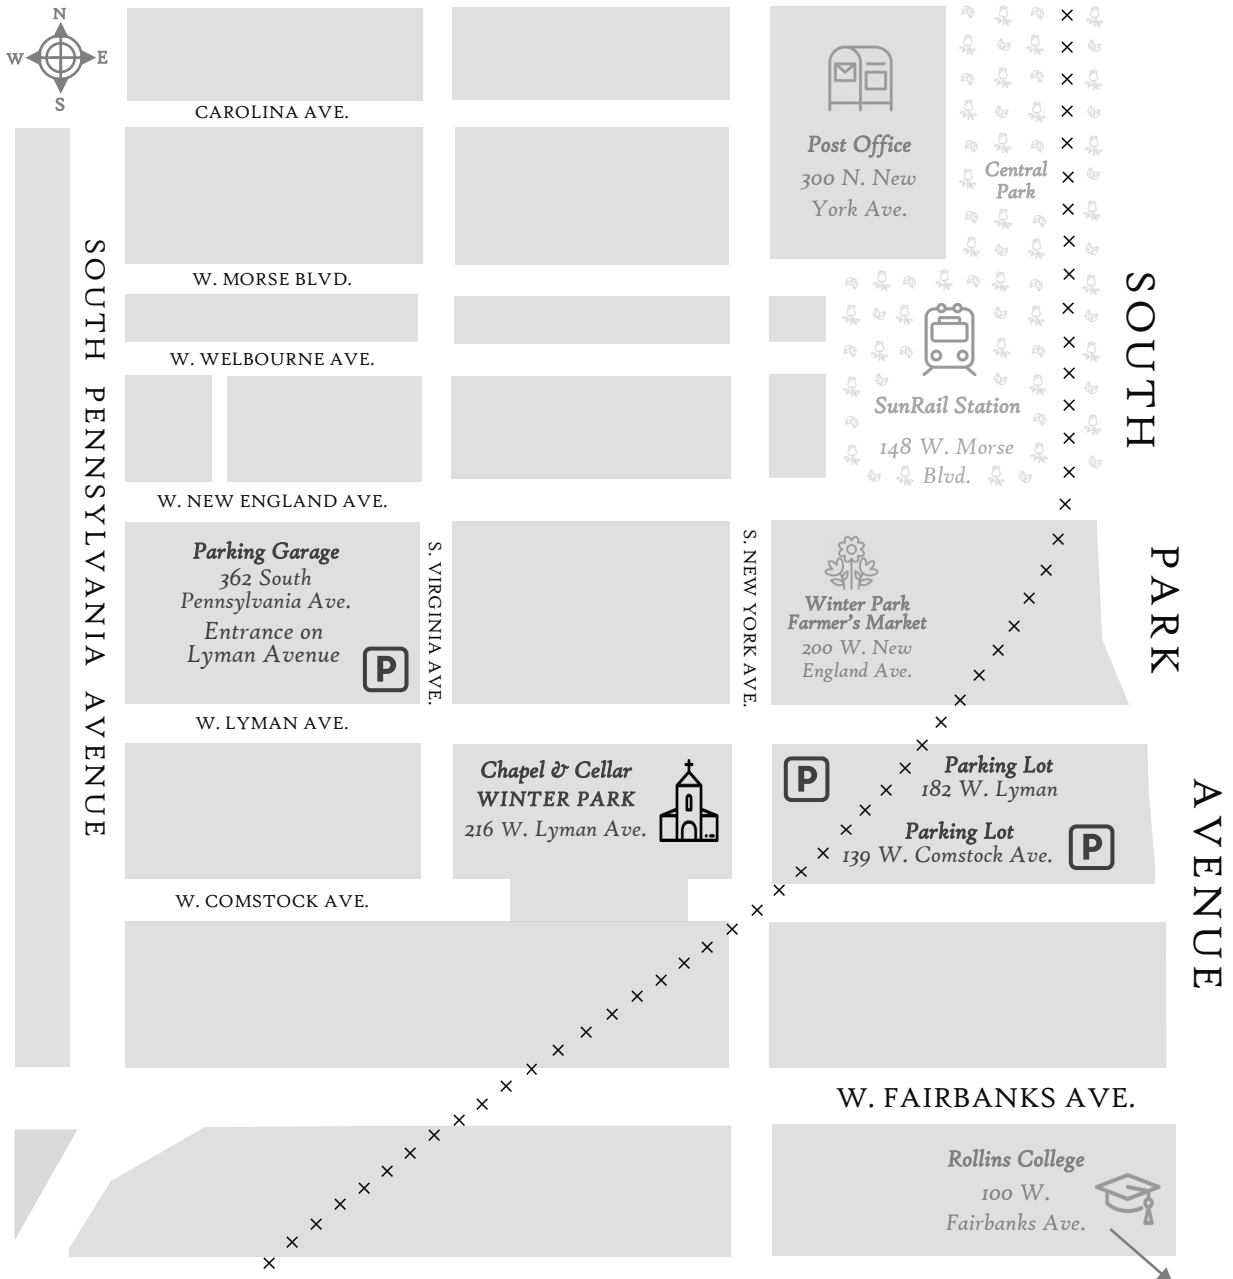 N
W E
S
CAROLINA AVE.
Post Office
300 N. New
York Ave.
Central
Park
W. MORSE BLVD.
SOUTH PENNSYLVANIA AVENUE
SOUTH PARK AVENUE
W. WELBOURNE AVE.
SunRail Station
148 W. Morse
Blvd.
W. NEW ENGLAND AVE.
Parking Garage
362 South
Pennsylvania Ave.
Entrance on
Lyman Avenue
P
S. VIRGINIA AVE.
S. NEW YORK AVE.
Winter Park
Farmer's Market
200 W. New
England Ave.
W. LYMAN AVE.
Chapel & Cellar
WINTER PARK
216 W. Lyman Ave.
P
Parking Lot
182 W. Lyman
Parking Lot
139 W. Comstock Ave.
P
W. COMSTOCK AVE.
W. FAIRBANKS AVE.
Rollins College
100 W.
Fairbanks Ave.